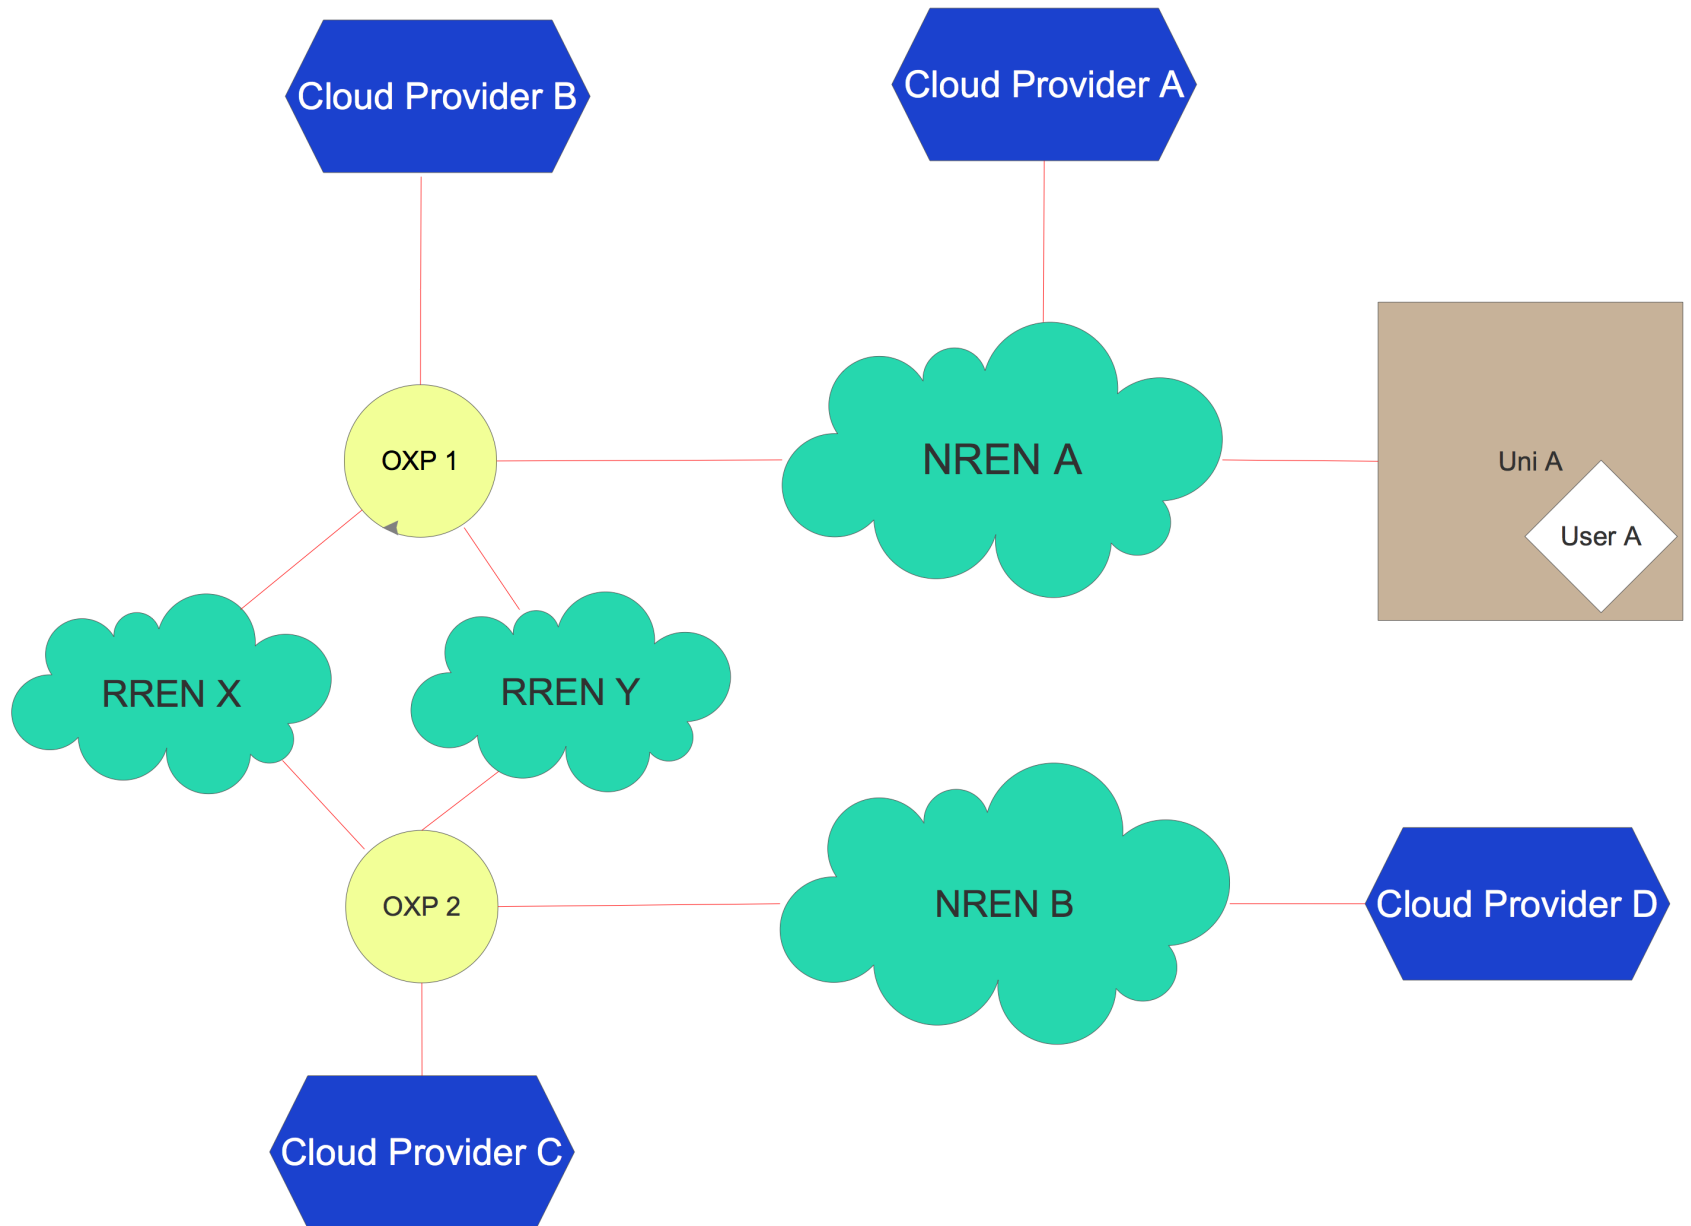 Cloud Provider B
Cloud Provider A
OXP 1
NREN A
Uni A
User A
RREN X
RREN Y
OXP 2
NREN B
Cloud Provider D
Cloud Provider C